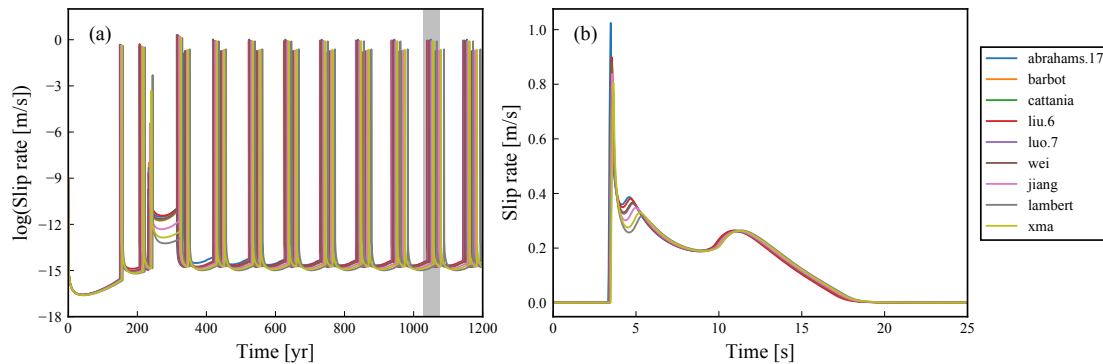 (a)
log(Slip rate [m/s])
0
−3
−6
−9
−12
−15
−18
0 200 400 600 800 1000 1200
Time [yr]
(b)
Slip rate [m/s]
1.0
0.8
0.6
0.4
0.2
0.0
0 5 10 15 20 25
Time [s]
abrahams.17
barbot
cattania
liu.6
luo.7
wei
jiang
lambert
xma